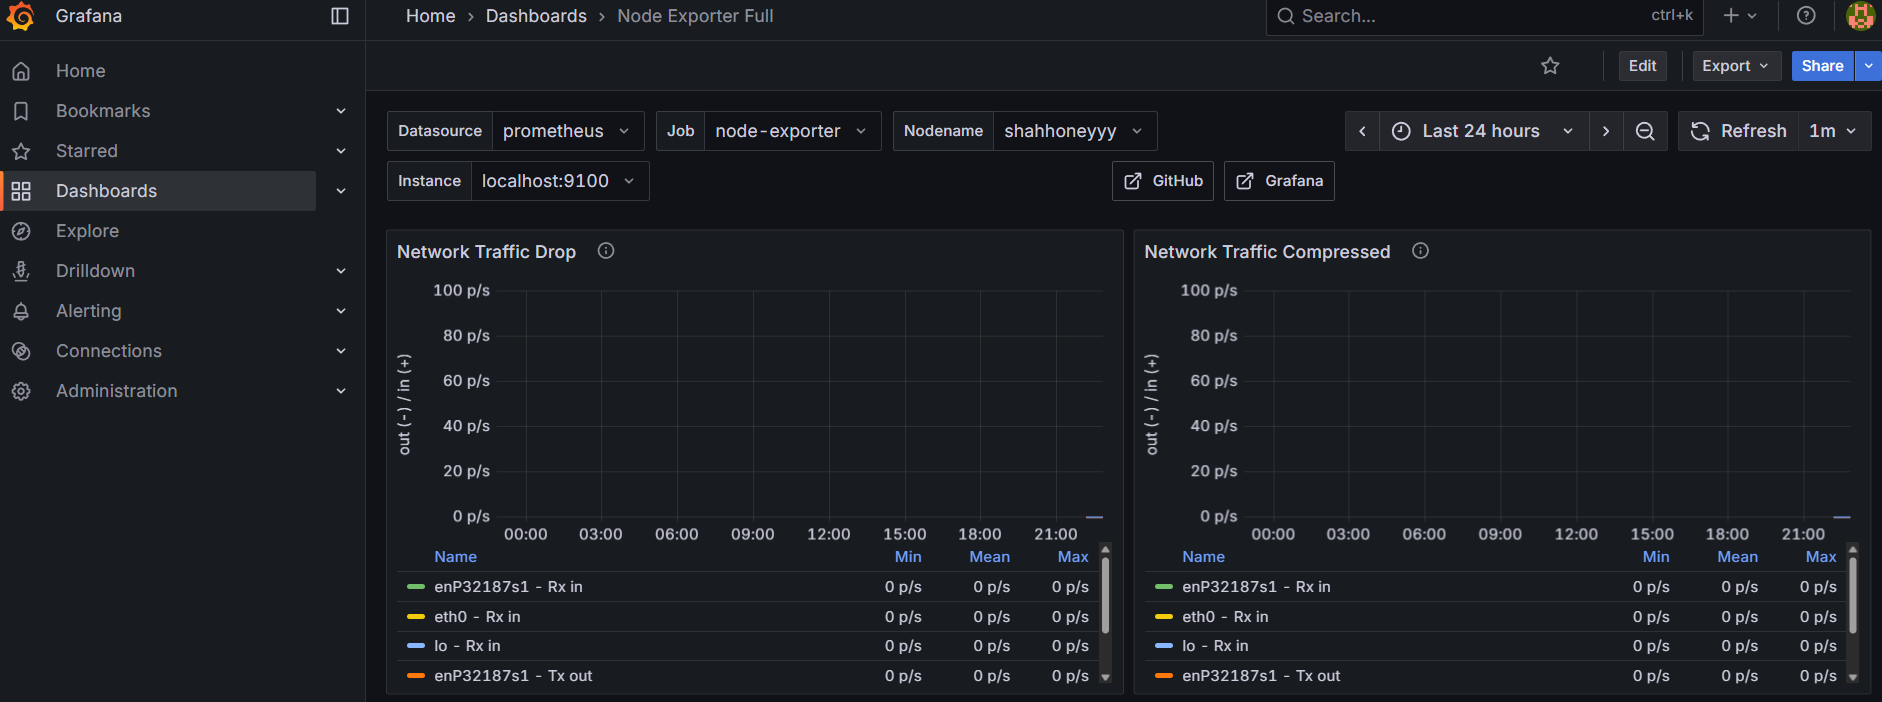 Grafana
Home > Dashboards > Node Exporter Full
Search...
ctrl+k
Home
Bookmarks
Starred
Dashboards
Explore
Drilldown
Alerting
Connections
Administration
Edit
Export
Share
Datasource prometheus
Job node-exporter
Nodename shahhoneyyy
Last 24 hours
Refresh 1m
Instance localhost:9100
GitHub
Grafana
Network Traffic Drop
out (-) / in (+)
100 p/s
80 p/s
60 p/s
40 p/s
20 p/s
0 p/s
00:00 03:00 06:00 09:00 12:00 15:00 18:00 21:00
Name Min Mean Max
enP32187s1 - Rx in 0 p/s 0 p/s 0 p/s
eth0 - Rx in 0 p/s 0 p/s 0 p/s
lo - Rx in 0 p/s 0 p/s 0 p/s
enP32187s1 - Tx out 0 p/s 0 p/s 0 p/s
Network Traffic Compressed
out (-) / in (+)
100 p/s
80 p/s
60 p/s
40 p/s
20 p/s
0 p/s
00:00 03:00 06:00 09:00 12:00 15:00 18:00 21:00
Name Min Mean Max
enP32187s1 - Rx in 0 p/s 0 p/s 0 p/s
eth0 - Rx in 0 p/s 0 p/s 0 p/s
lo - Rx in 0 p/s 0 p/s 0 p/s
enP32187s1 - Tx out 0 p/s 0 p/s 0 p/s